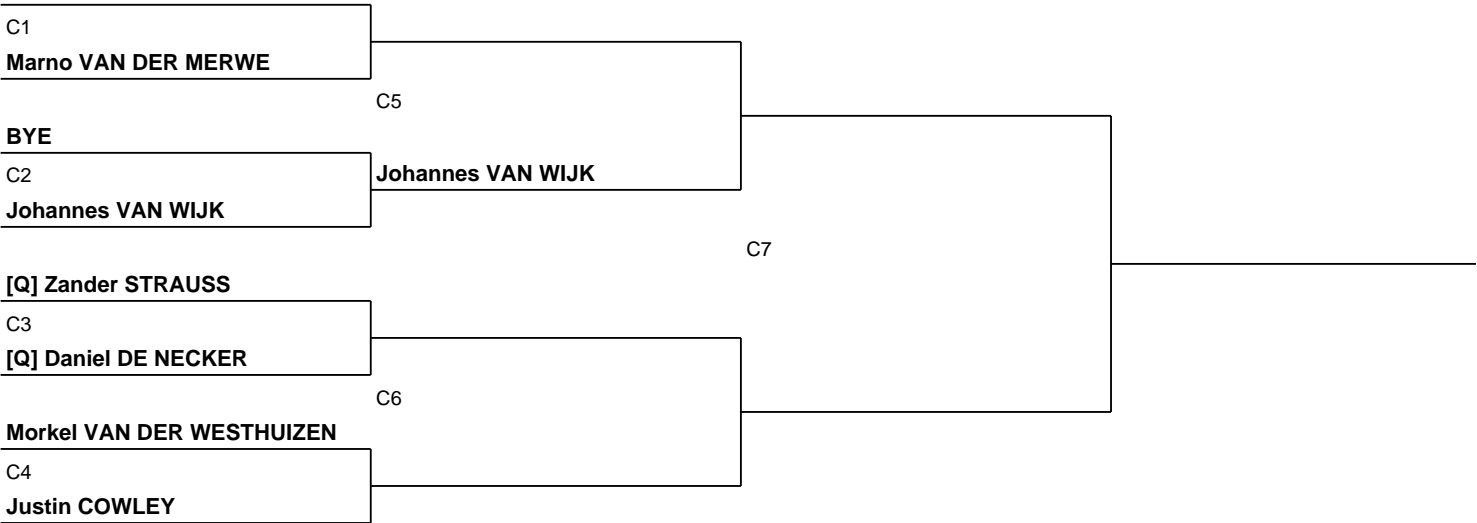 C1
Marno VAN DER MERWE
C5
BYE
C2
Johannes VAN WIJK
Johannes VAN WIJK
C7
[Q] Zander STRAUSS
C3
[Q] Daniel DE NECKER
C6
Morkel VAN DER WESTHUIZEN
C4
Justin COWLEY